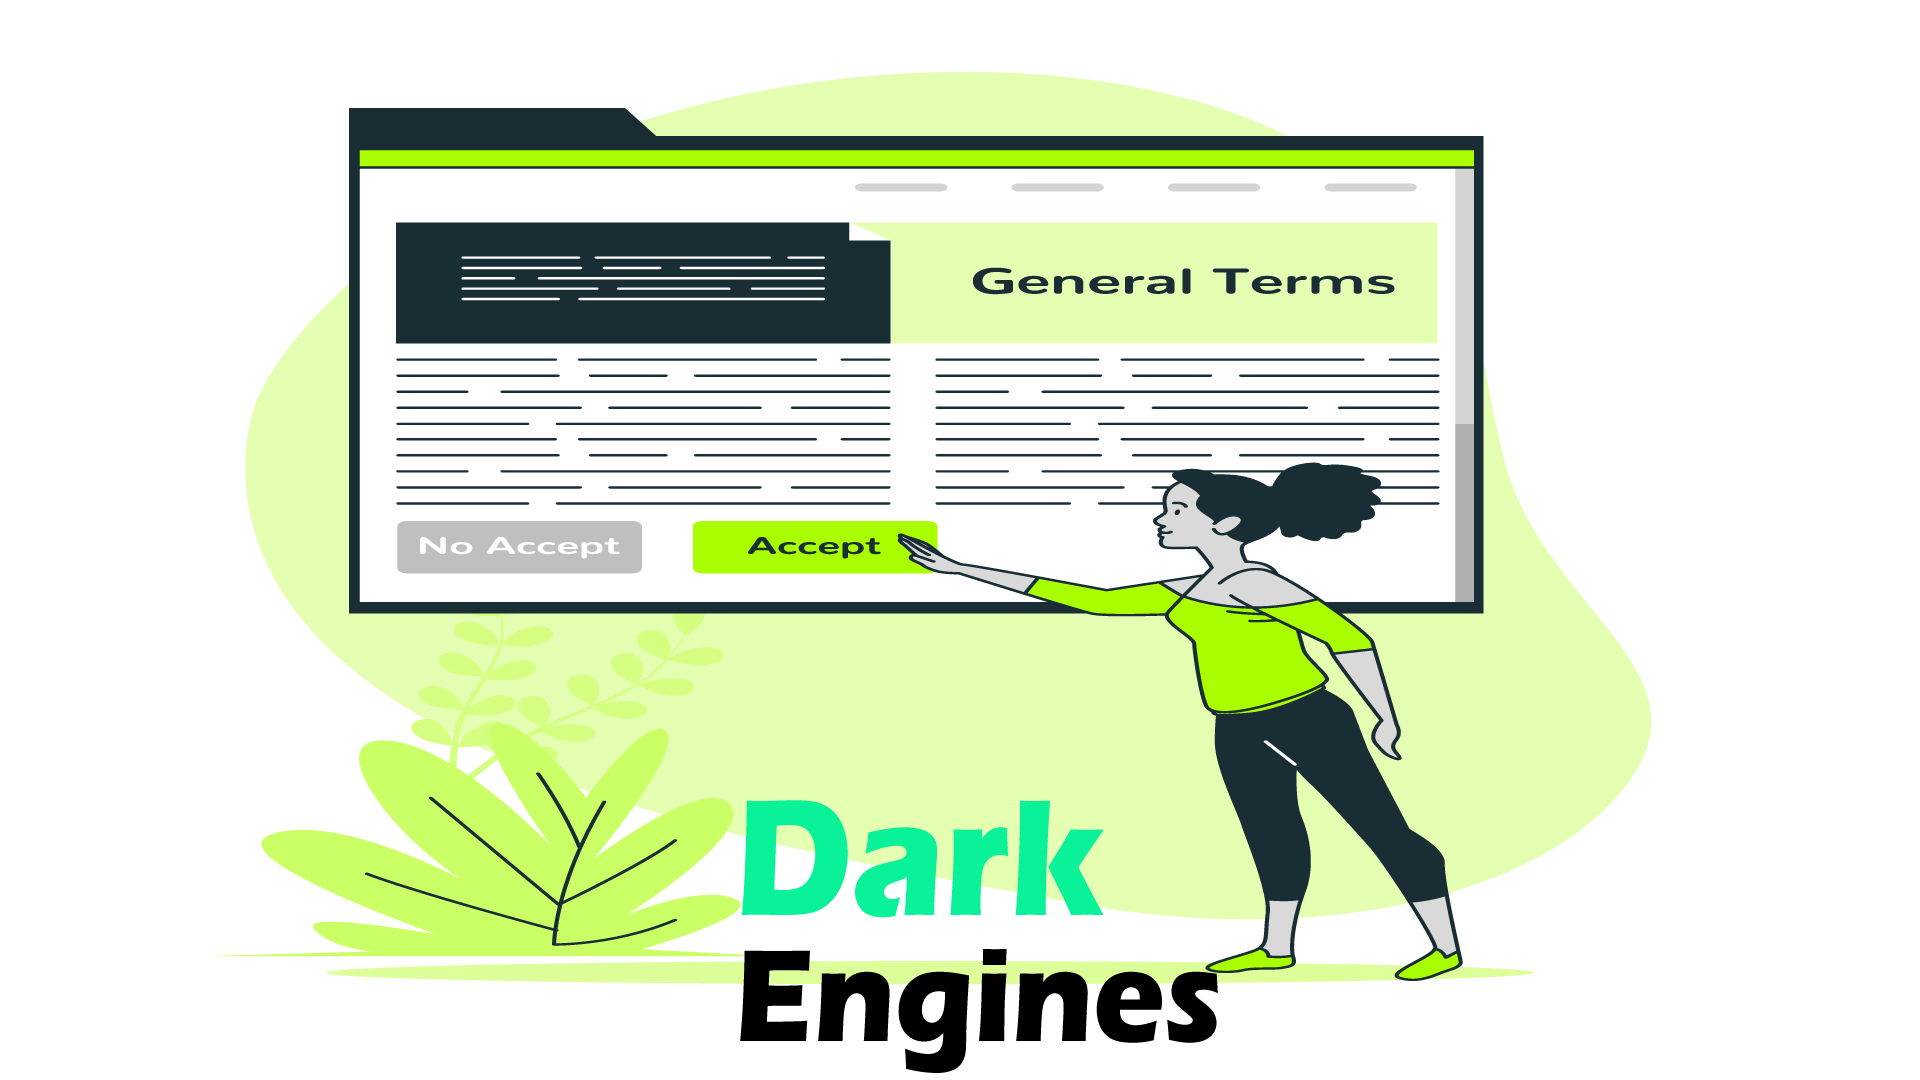 General Terms
No Accept
Accept
Dark
Engines